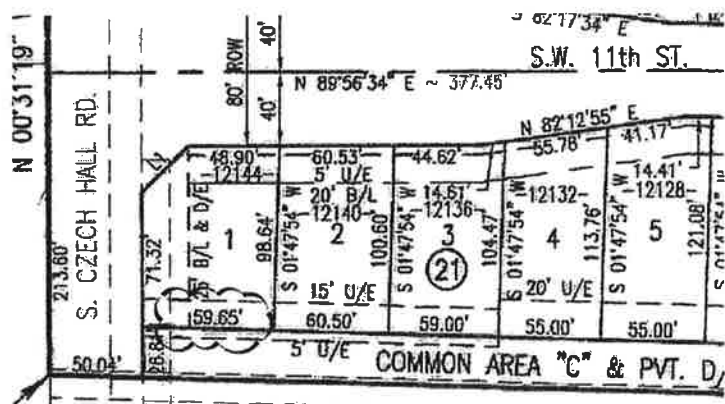 S 82°17'34" E
S.W. 11th ST.
N 89°56'34" E ~ 377.45'
80' ROW
40'
40'
N 00°31'19"
S. CZECH HALL RD.
N 82°12'55" E
48.90'
60.53'
44.62'
55.78'
41.17'
12144
5' U/E
20' B/L
12140
14.61'
12136
12132
14.41'
12128
25' B/L & D/E
1
2
3
4
5
21
213.60'
71.32'
98.64'
S 01°47'54" W
100.60'
S 01°47'54" W
104.47'
S 01°47'54" W
113.76'
S 01°47'54" W
121.08'
15' U/E
20' U/E
59.65'
60.50'
59.00'
55.00'
55.00'
5' U/E
50.04'
COMMON AREA "C" & PVT. D/